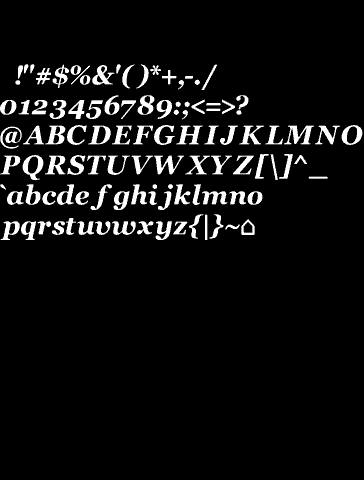 !"#$%&'()*+,-./
0123456789:;<=>?
@ABCDEFGHIJKLMNO
PQRSTUVWXYZ[\]^_
`abcdefghijklmno
pqrstuvwxyz{|}~⌂